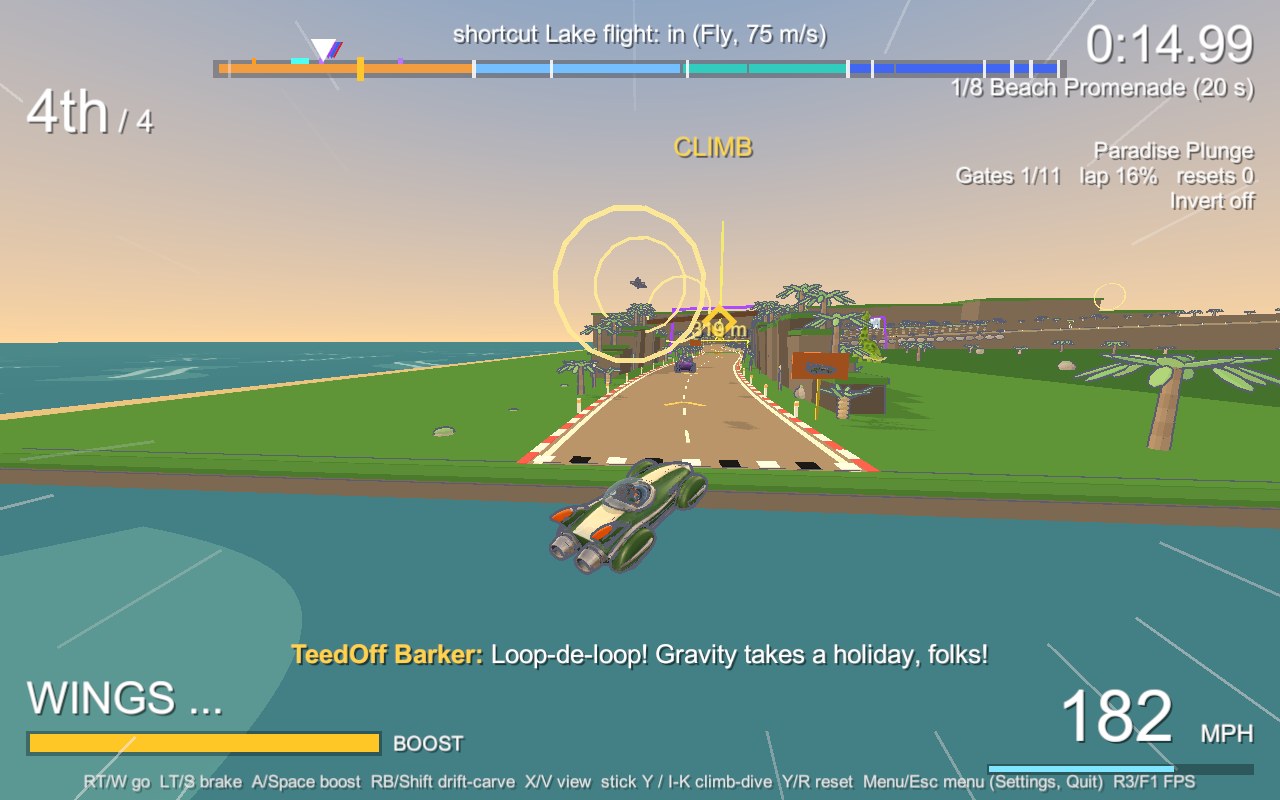 shortcut Lake flight: in (Fly, 75 m/s)
0:14.99
1/8 Beach Promenade (20 s)
4th / 4
CLIMB
Paradise Plunge
Gates 1/11 lap 16% resets 0
Invert off
319 m
TeedOff Barker: Loop-de-loop! Gravity takes a holiday, folks!
WINGS ...
BOOST
182 MPH
RT/W go LT/S brake A/Space boost RB/Shift drift-carve X/V view stick Y / I-K climb-dive Y/R reset Menu/Esc menu (Settings, Quit) R3/F1 FPS